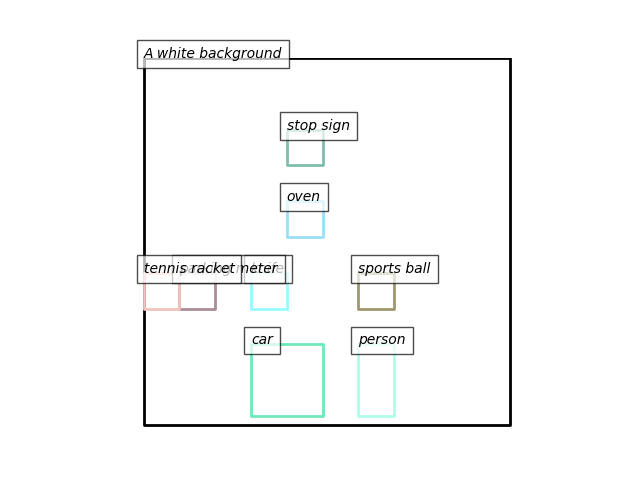 A white background
stop sign
oven
tennis racket
parking meter
knife
sports ball
car
person